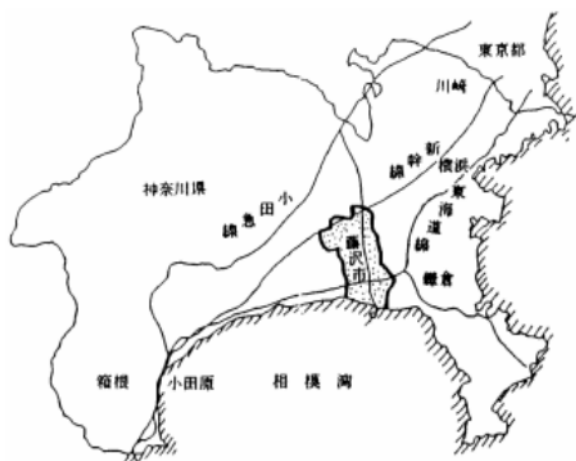 東京都
川崎
新幹線
横浜
神奈川県
小田急線
東海道線
藤沢市
鎌倉
箱根
小田原
相模湾